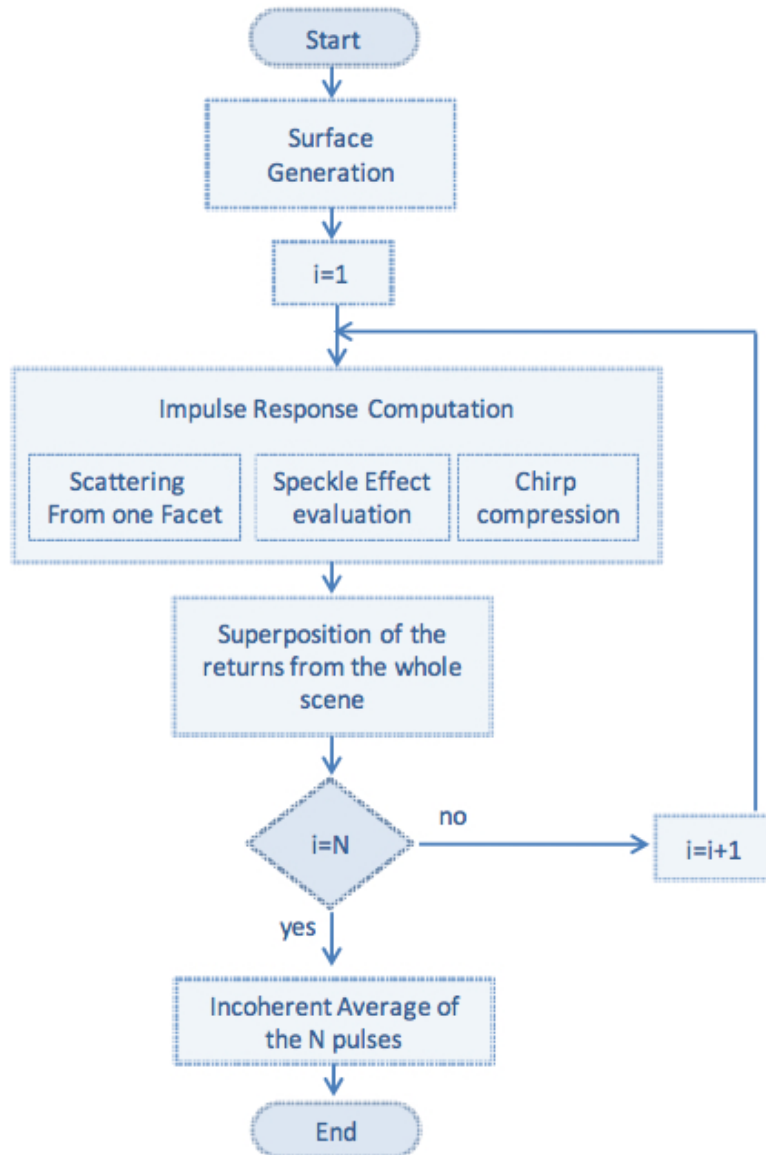 Start
Surface
Generation
i=1
Impulse Response Computation
Scattering
From one Facet
Speckle Effect
evaluation
Chirp
compression
Superposition of the
returns from the whole
scene
i=N
no
i=i+1
yes
Incoherent Average of
the N pulses
End